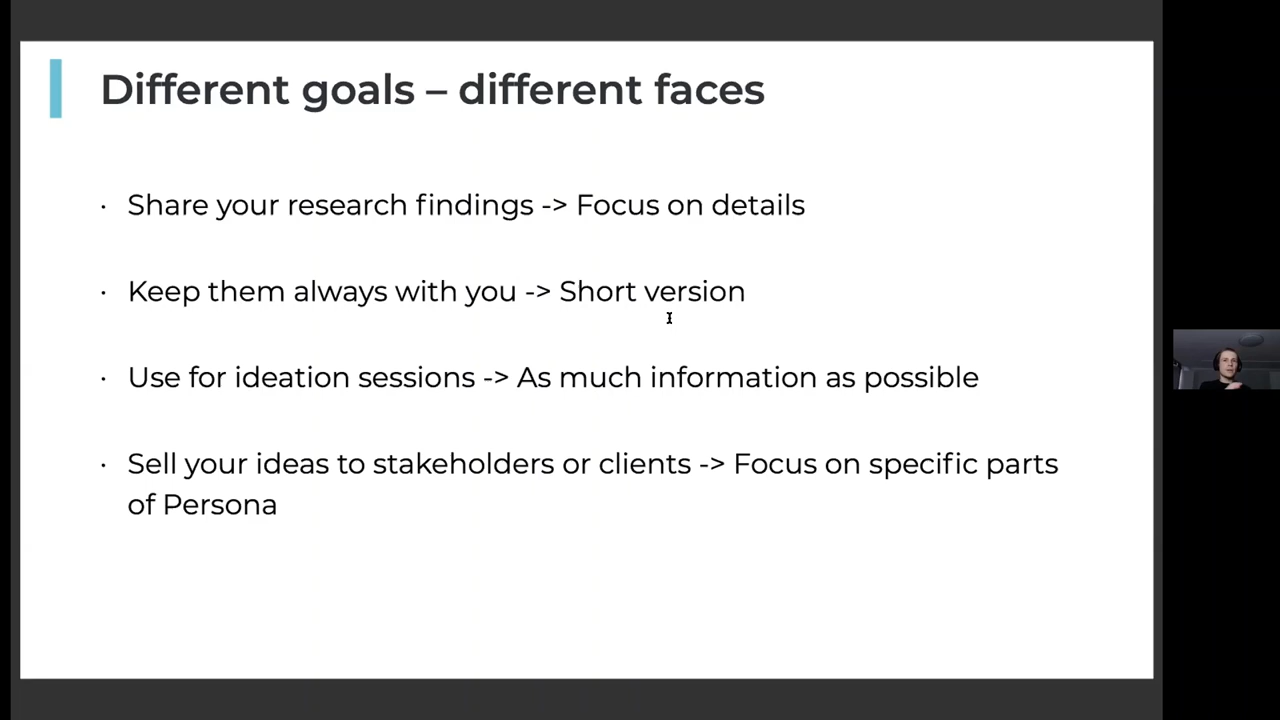 Different goals – different faces
· Share your research findings -> Focus on details
· Keep them always with you -> Short version
· Use for ideation sessions -> As much information as possible
· Sell your ideas to stakeholders or clients -> Focus on specific parts
of Persona